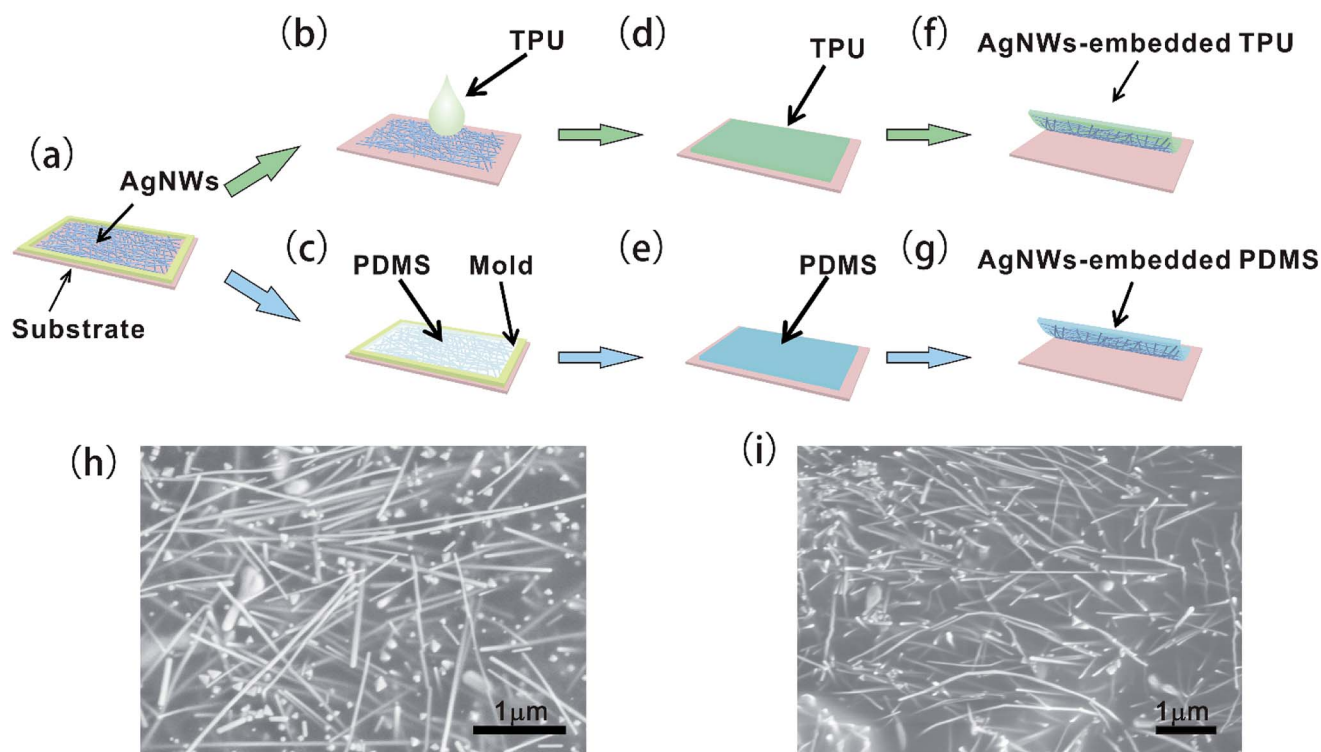 (a)
AgNWs
Substrate
(b)
TPU
(c)
PDMS
Mold
(d)
TPU
(e)
PDMS
(f)
AgNWs-embedded TPU
(g)
AgNWs-embedded PDMS
(h)
1μm
(i)
1μm